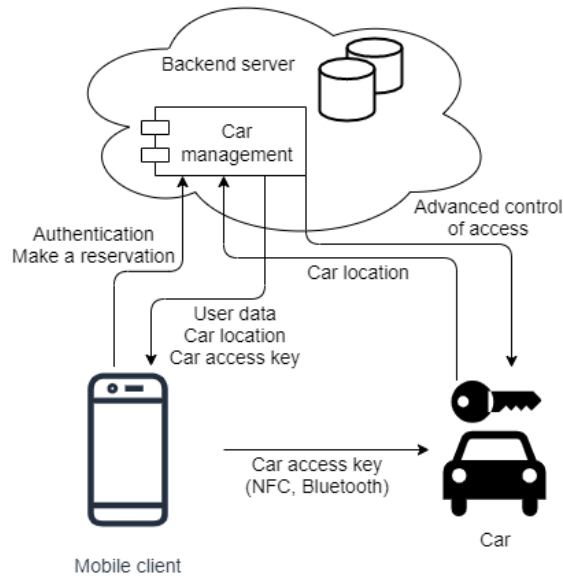 Backend server
Car
management
Authentication
Make a reservation
Advanced control
of access
Car location
User data
Car location
Car access key
Car access key
(NFC, Bluetooth)
Car
Mobile client